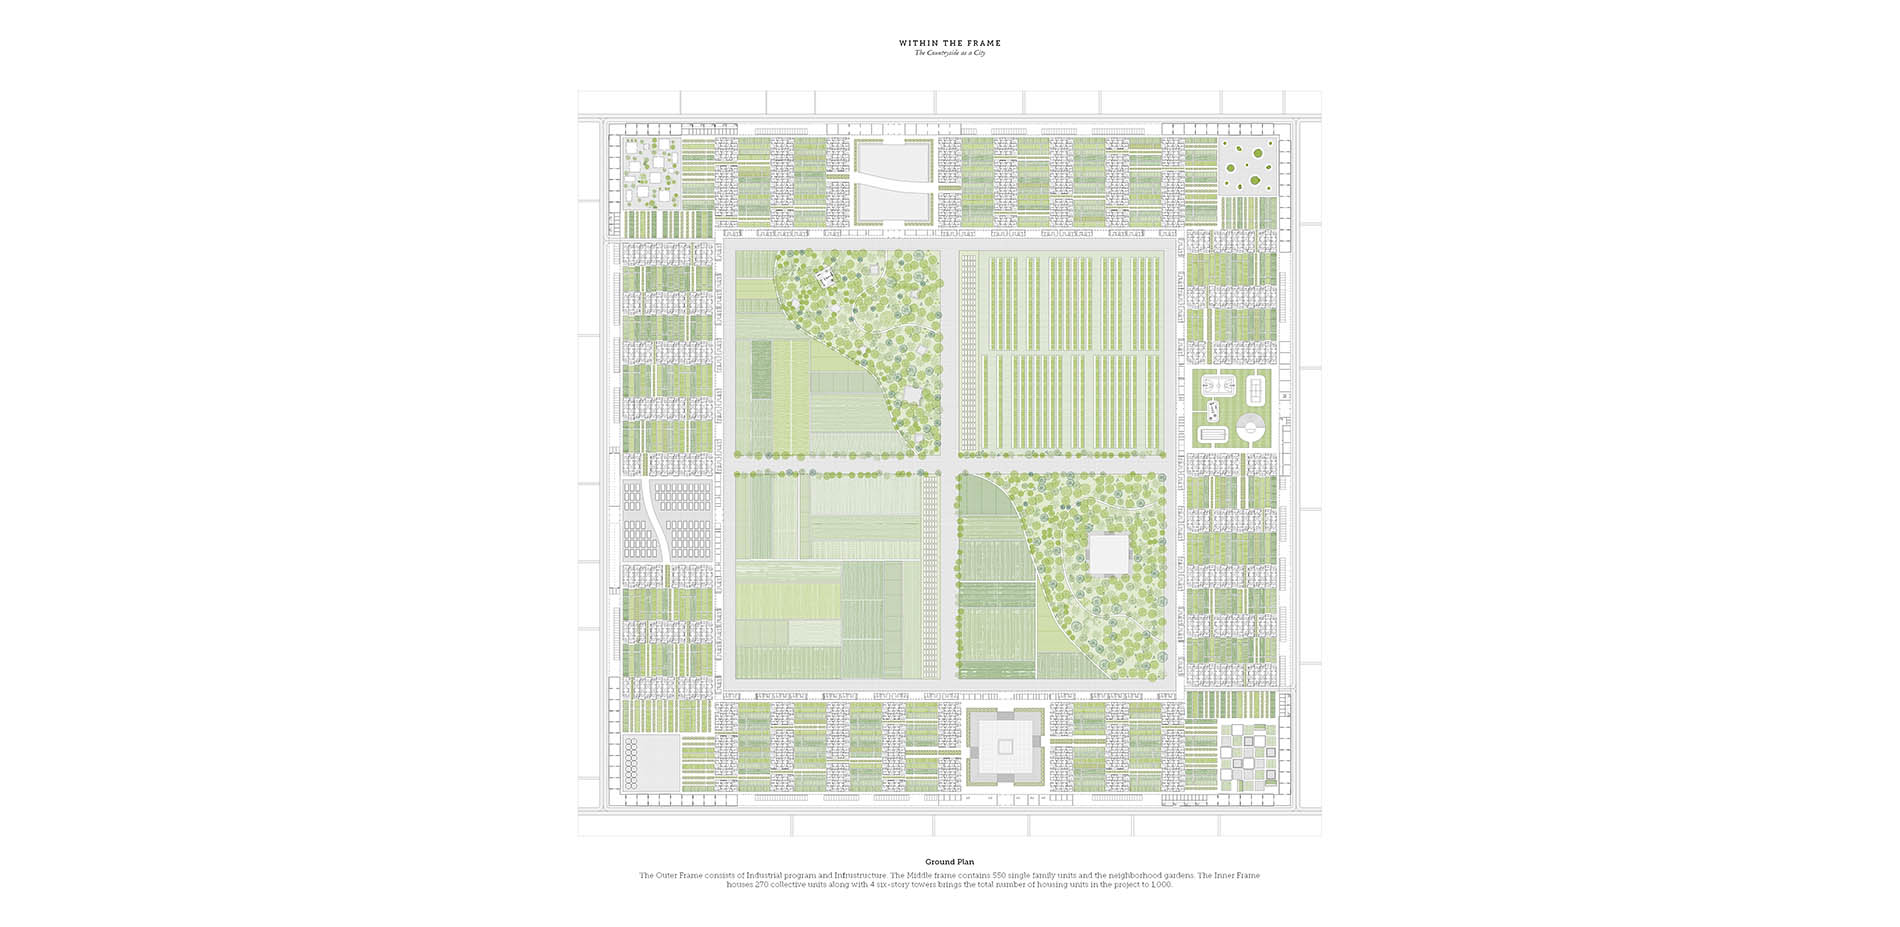 WITHIN THE FRAME
The Countryside as a City
Ground Plan
The Outer Frame consists of Industrial program and Infrustructure. The Middle frame contains 550 single family units and the neighborhood gardens. The Inner Frame
houses 270 collective units along with 4 six-story towers brings the total number of housing units in the project to 1,000.